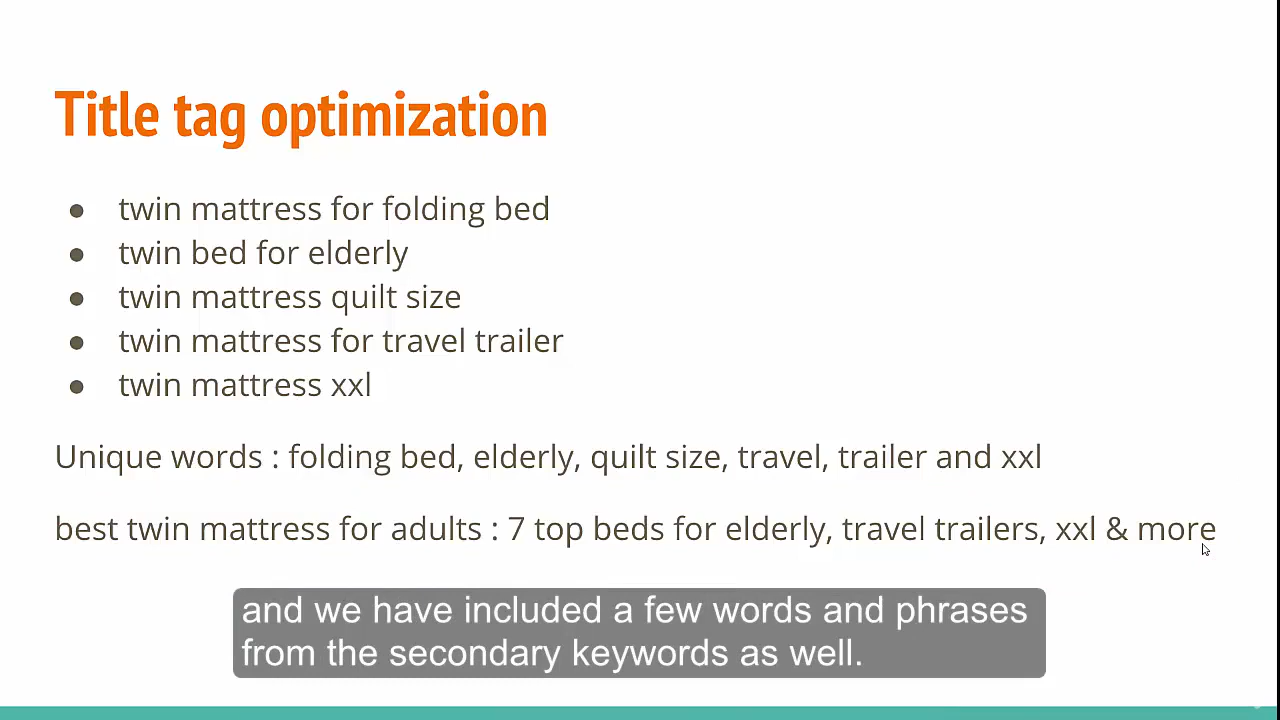 Title tag optimization
● twin mattress for folding bed
● twin bed for elderly
● twin mattress quilt size
● twin mattress for travel trailer
● twin mattress xxl
Unique words : folding bed, elderly, quilt size, travel, trailer and xxl
best twin mattress for adults : 7 top beds for elderly, travel trailers, xxl & more
and we have included a few words and phrases
from the secondary keywords as well.